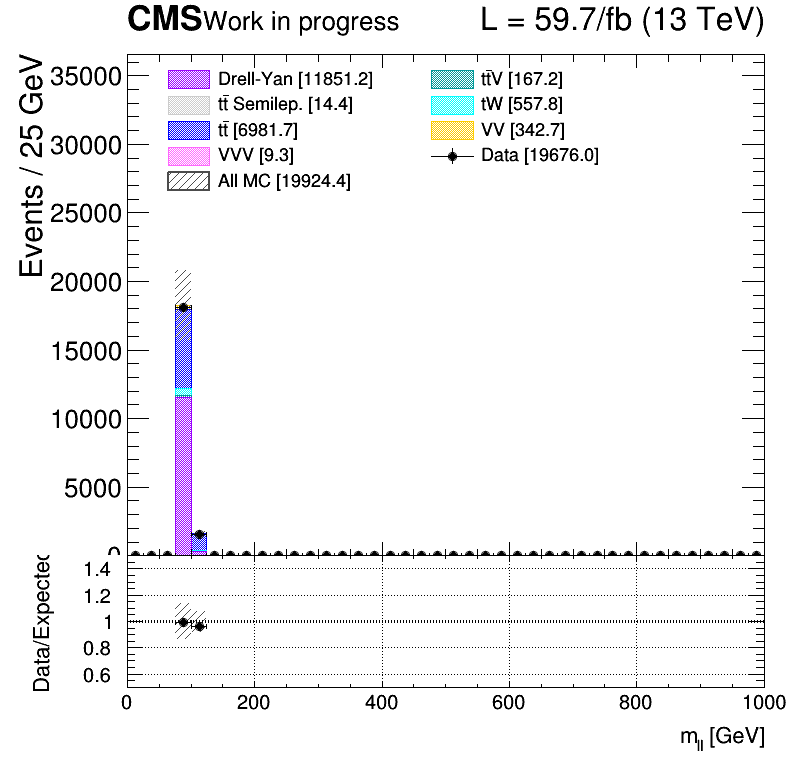 CMS Work in progress L = 59.7/fb (13 TeV)
Events / 25 GeV
35000
30000
25000
20000
15000
10000
5000
0
Drell-Yan [11851.2]
tt̄ Semilep. [14.4]
tt̄ [6981.7]
VVV [9.3]
All MC [19924.4]
tt̄V [167.2]
tW [557.8]
VV [342.7]
Data [19676.0]
Data/Expected
1.4
1.2
1
0.8
0.6
0 200 400 600 800 1000
m_ll [GeV]